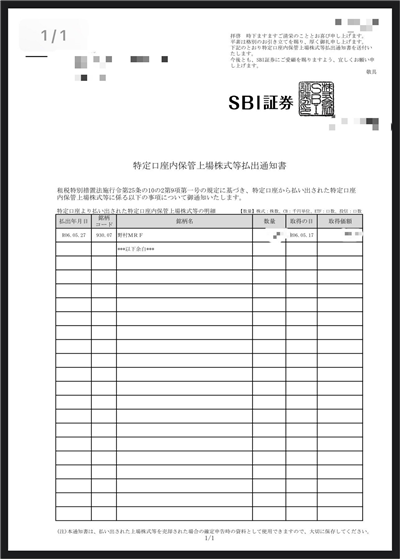 1/1
拝啓 時下ますますご清栄のこととお喜び申し上げます。
平素は格別のお引き立てを賜り、厚く御礼申し上げます。
下記のとおり特定口座内保管上場株式等払出通知書を送付い
たします。
今後とも、SBI証券にご愛顧を賜りますよう、宜しくお願い申
し上げます。
敬具
SBI証券
特定口座内保管上場株式等払出通知書
租税特別措置法施行令第25条の10の2第9項第一号の規定に基づき、特定口座から払い出された特定口座
内保管上場株式等に係る以下の事項について御通知いたします。
特定口座より払い出された特定口座内保管上場株式等の明細
払出年月日 銘柄コード 銘柄名 数量 取得の日 取得価額
R06.05.27 930.07 野村MRF R06.05.17
***以下余白***
(注)本通知書は、払い出された上場株式等を売却された場合の確定申告時の資料として使用できますので、大切に保存してください。
1/1